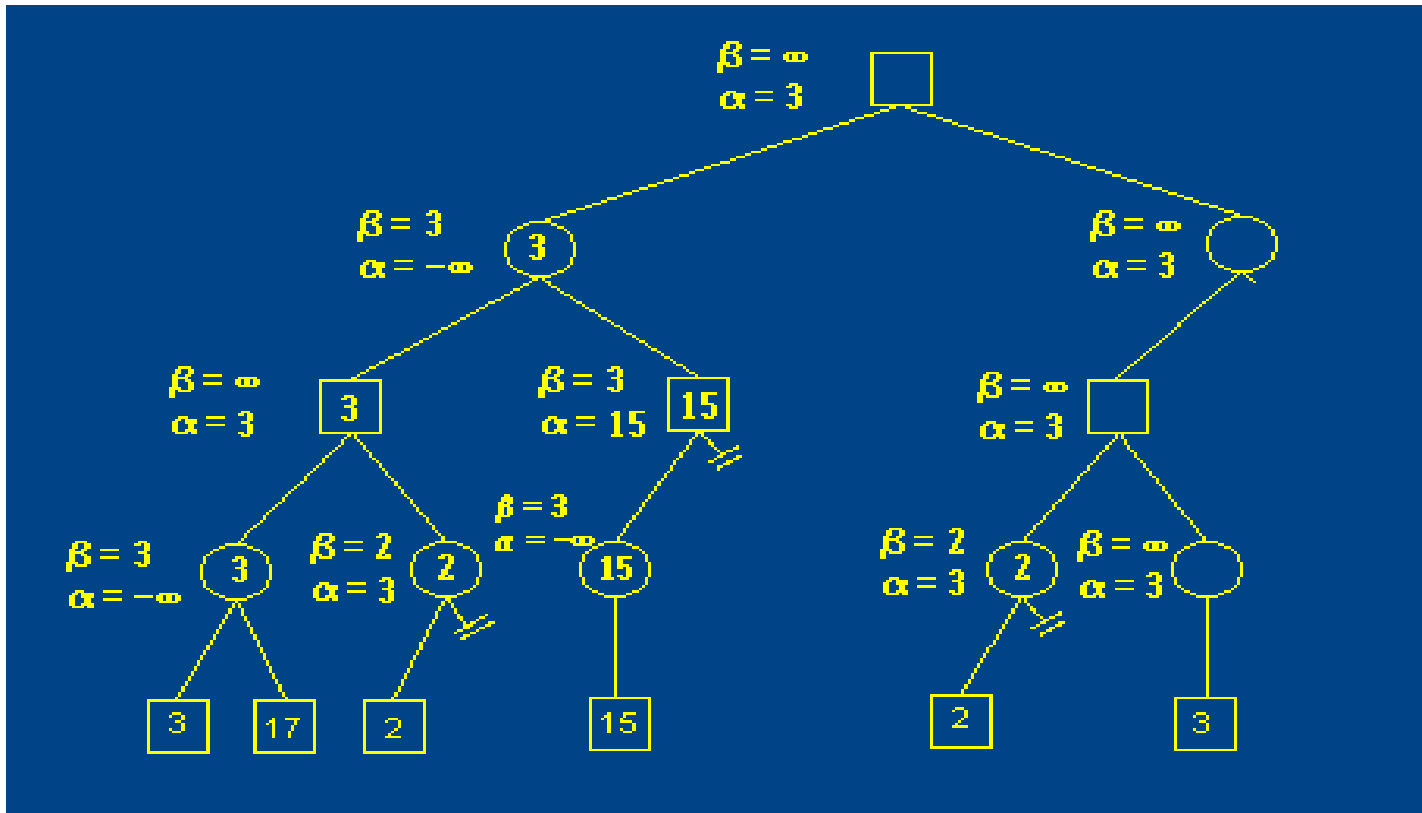 β = ∞
α = 3
β = 3
α = −∞
3
β = ∞
α = 3
β = ∞
α = 3
3
β = 3
α = 15
15
β = ∞
α = 3
β = 3
α = −∞
3
β = 2
α = 3
2
β = 3
α = −∞
15
β = 2
α = 3
2
β = ∞
α = 3
3
17
2
15
2
3